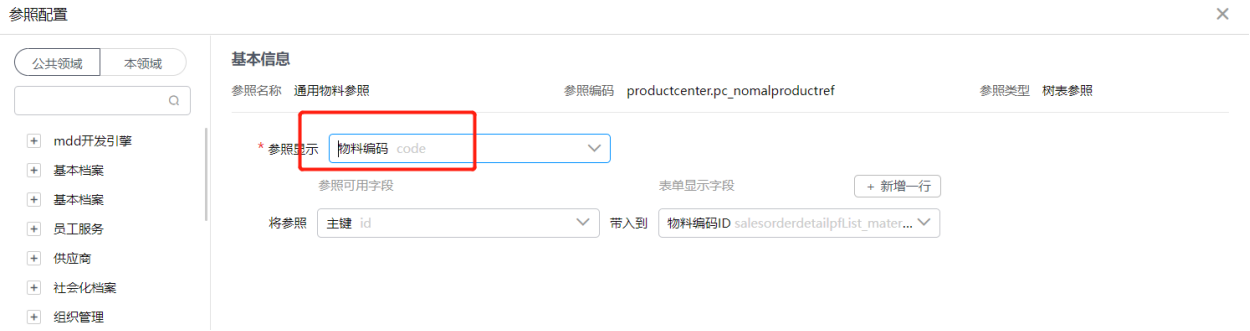 参照配置
公共领域 本领域
mdd开发引擎
基本档案
基本档案
员工服务
供应商
社会化档案
组织管理
基本信息
参照名称 通用物料参照 参照编码 productcenter.pc_nomalproductref 参照类型 树表参照
* 参照显示 物料编码 code
参照可用字段 表单显示字段 + 新增一行
将参照 主键 id 带入到 物料编码ID salesorderdetailpfList_mater...